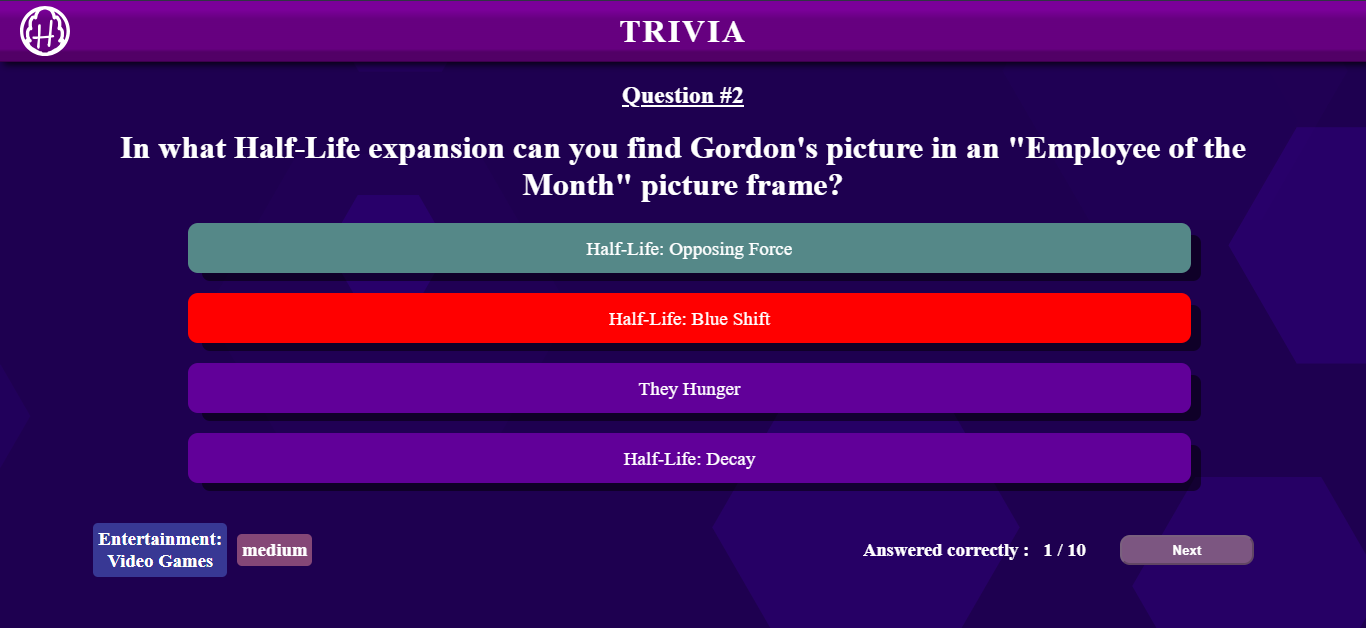 H
TRIVIA
Question #2
In what Half-Life expansion can you find Gordon's picture in an "Employee of the
Month" picture frame?
Half-Life: Opposing Force
Half-Life: Blue Shift
They Hunger
Half-Life: Decay
Entertainment:
Video Games
medium
Answered correctly : 1 / 10
Next